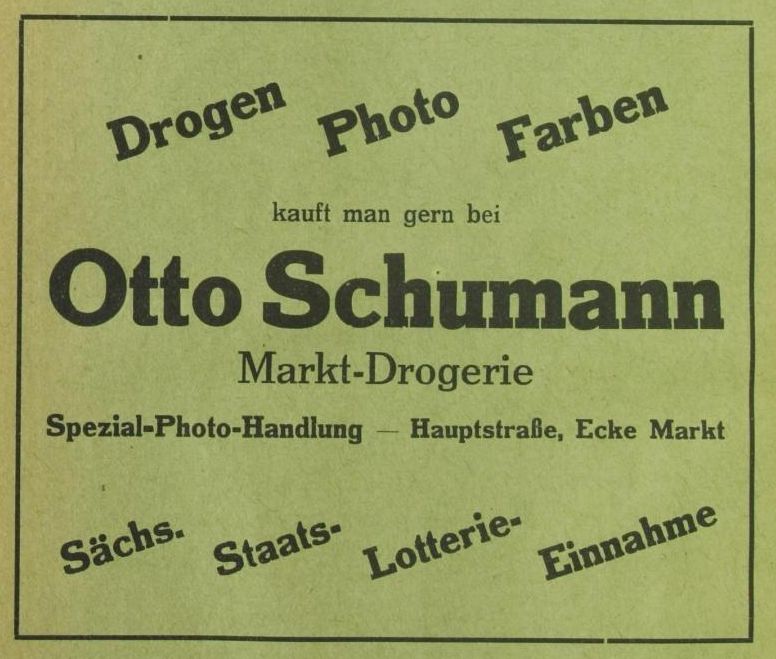 Drogen Photo Farben
kauft man gern bei
Otto Schumann
Markt-Drogerie
Spezial-Photo-Handlung — Hauptstraße, Ecke Markt
Sächs. Staats- Lotterie- Einnahme